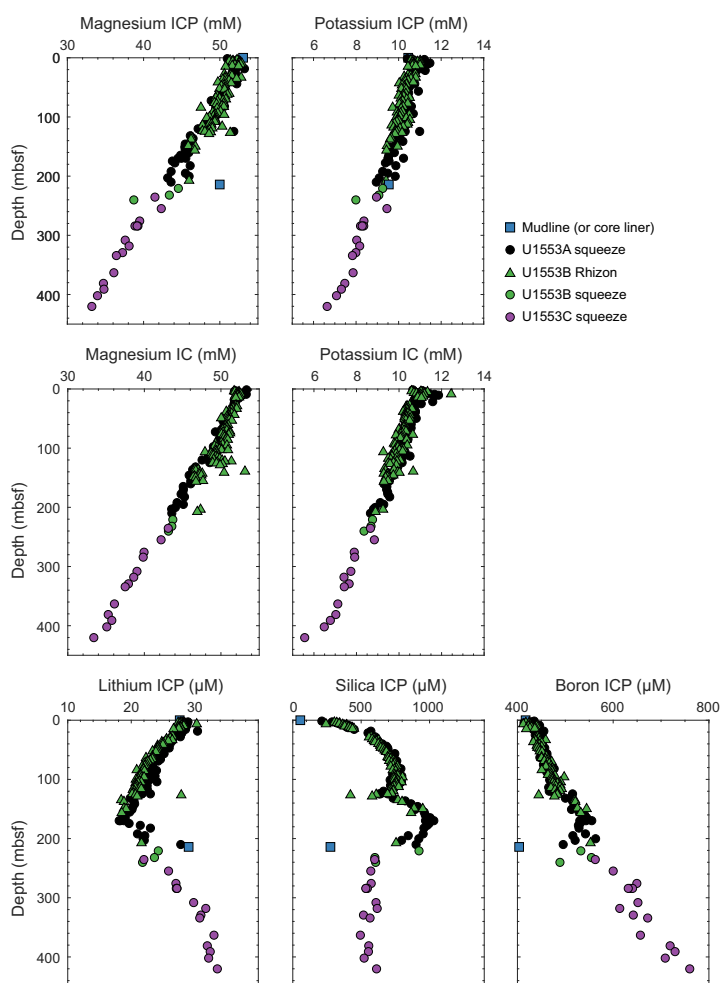 Magnesium ICP (mM)
30 40 50
Potassium ICP (mM)
6 8 10 12 14
Depth (mbsf)
0
100
200
300
400
Mudline (or core liner)
U1553A squeeze
U1553B Rhizon
U1553B squeeze
U1553C squeeze
Magnesium IC (mM)
30 40 50
Potassium IC (mM)
6 8 10 12 14
Depth (mbsf)
0
100
200
300
400
Lithium ICP (µM)
10 20 30
Silica ICP (µM)
0 500 1000
Boron ICP (µM)
400 600 800
Depth (mbsf)
0
100
200
300
400